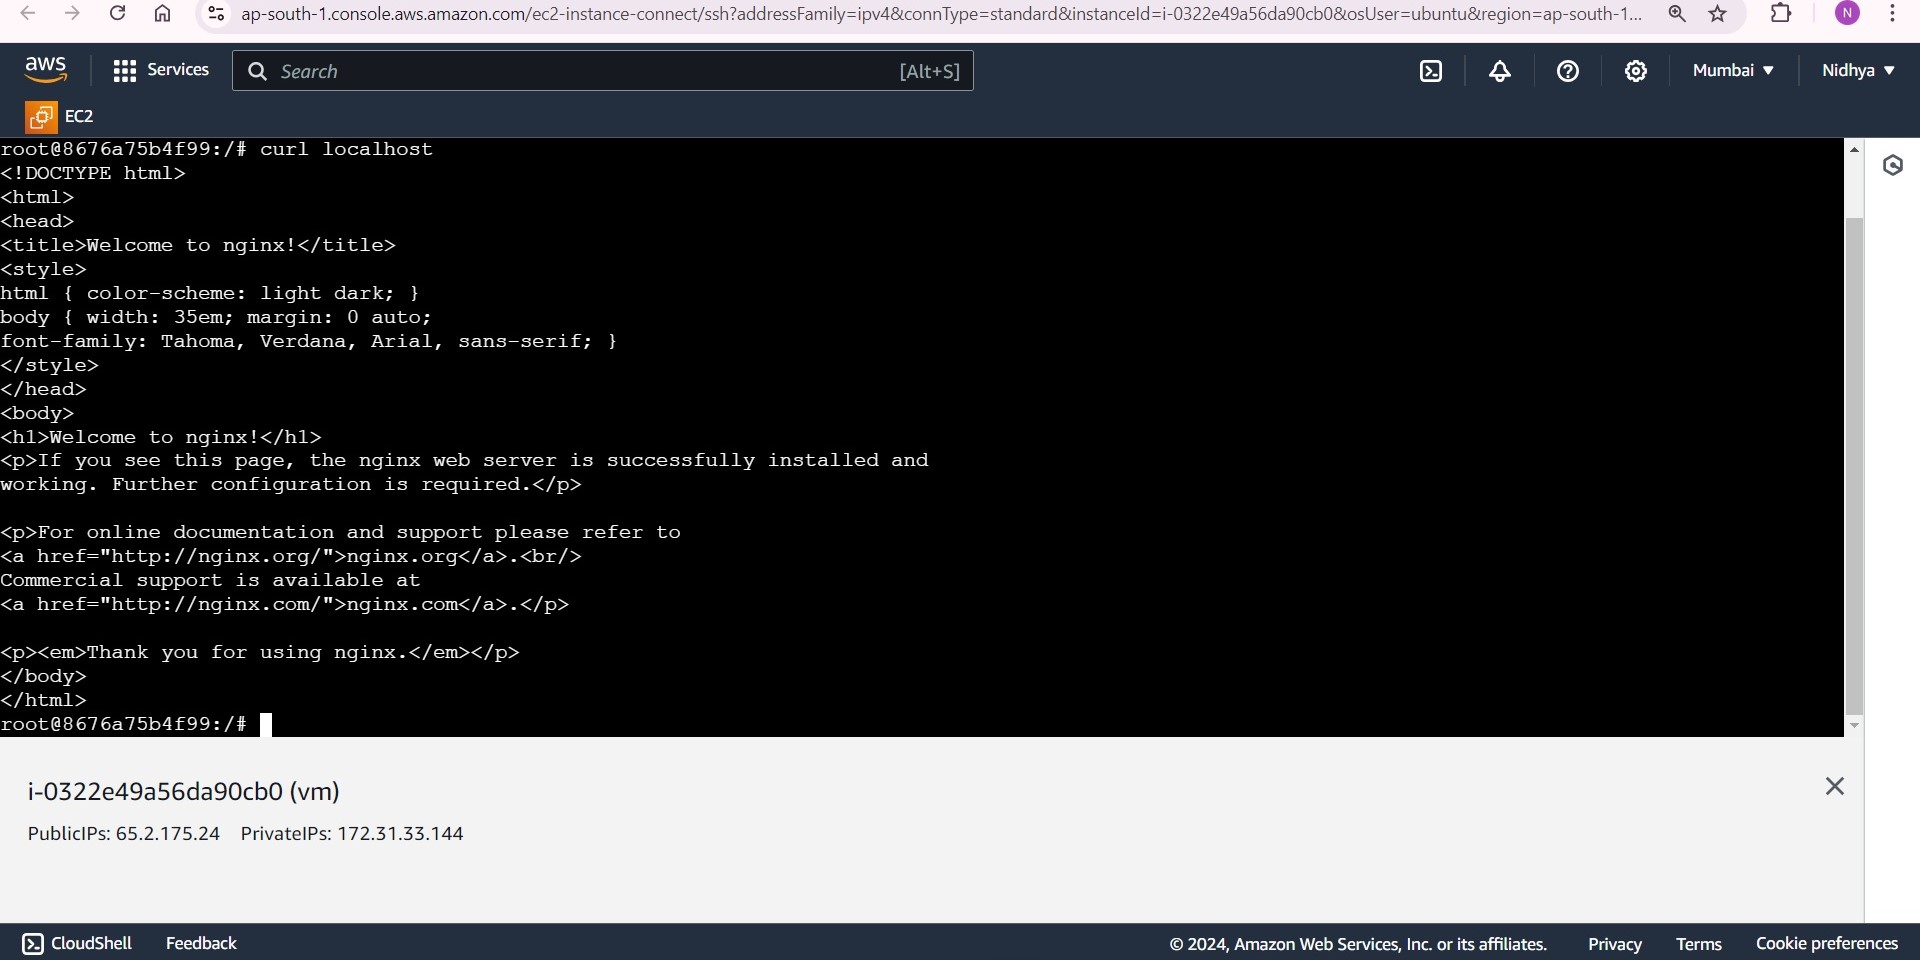 ap-south-1.console.aws.amazon.com/ec2-instance-connect/ssh?addressFamily=ipv4&connType=standard&instanceId=i-0322e49a56da90cb0&osUser=ubuntu&region=ap-south-1...
N
aws
Services
Search
[Alt+S]
Mumbai
Nidhya
EC2
root@8676a75b4f99:/# curl localhost
<!DOCTYPE html>
<html>
<head>
<title>Welcome to nginx!</title>
<style>
html { color-scheme: light dark; }
body { width: 35em; margin: 0 auto;
font-family: Tahoma, Verdana, Arial, sans-serif; }
</style>
</head>
<body>
<h1>Welcome to nginx!</h1>
<p>If you see this page, the nginx web server is successfully installed and
working. Further configuration is required.</p>
<p>For online documentation and support please refer to
<a href="http://nginx.org/">nginx.org</a>.<br/>
Commercial support is available at
<a href="http://nginx.com/">nginx.com</a>.</p>
<p><em>Thank you for using nginx.</em></p>
</body>
</html>
root@8676a75b4f99:/#
i-0322e49a56da90cb0 (vm)
PublicIPs: 65.2.175.24 PrivateIPs: 172.31.33.144
CloudShell
Feedback
© 2024, Amazon Web Services, Inc. or its affiliates.
Privacy
Terms
Cookie preferences